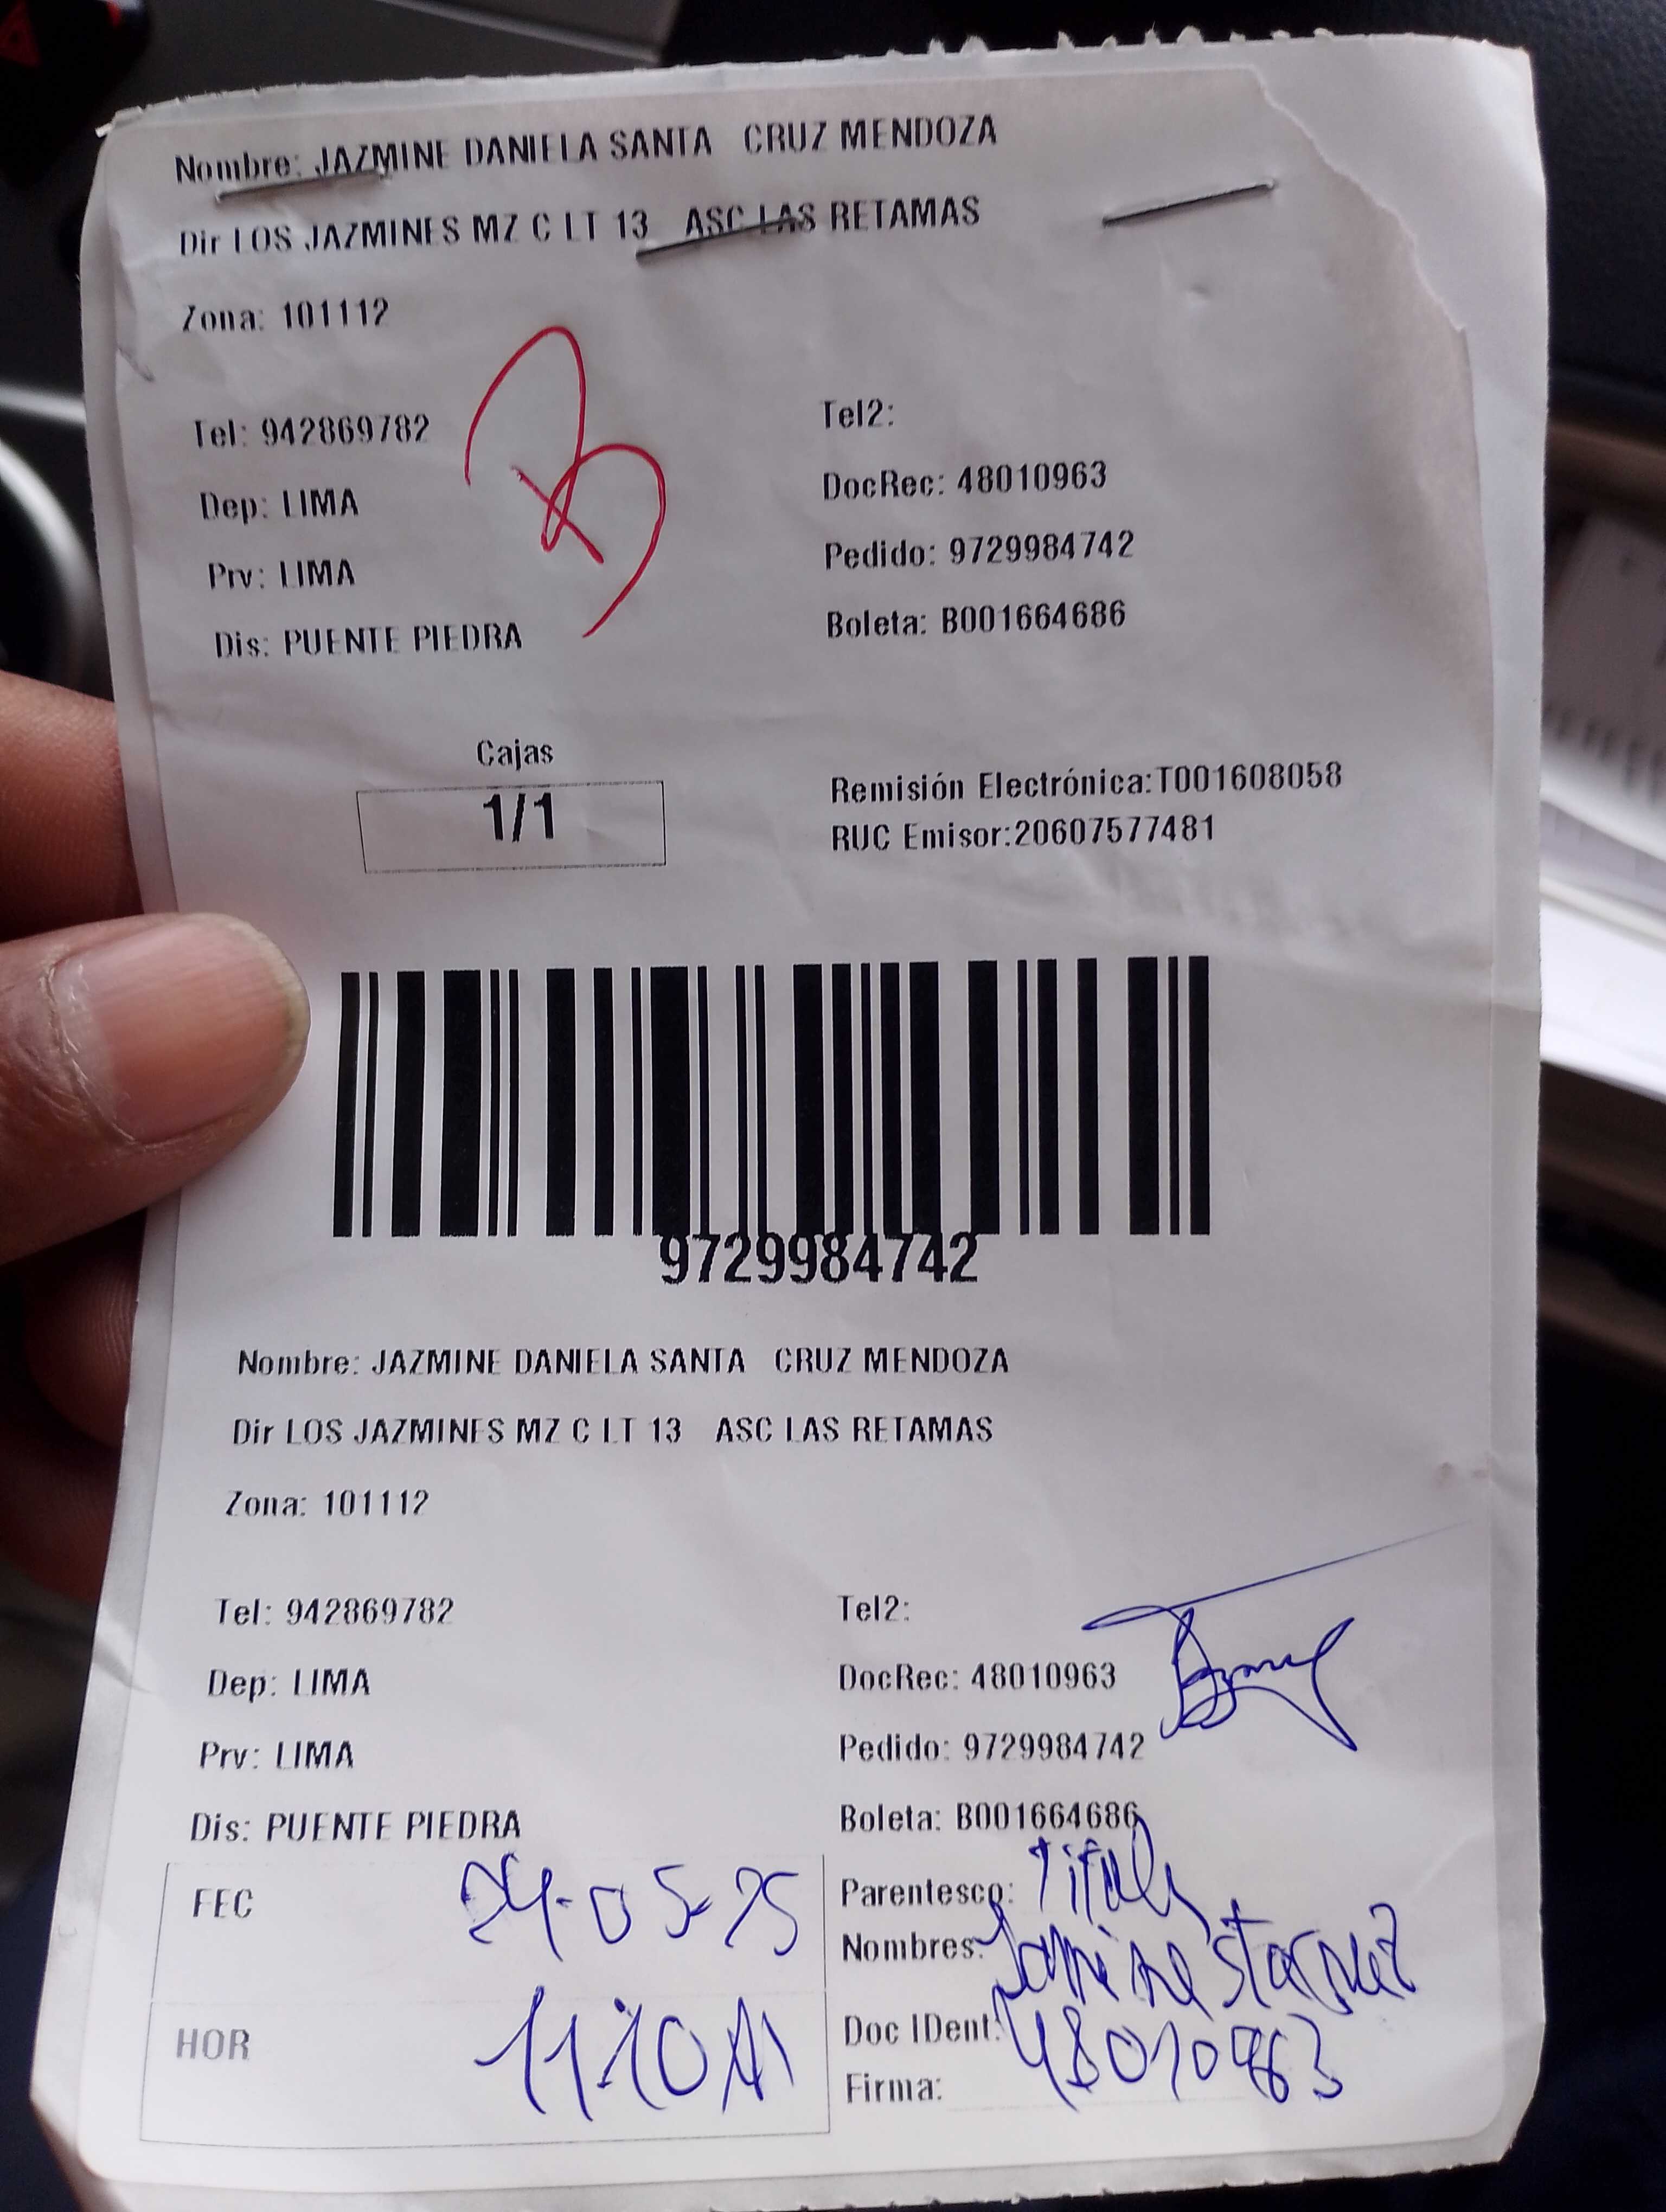 Nombre: JAZMINE DANIELA SANTA CRUZ MENDOZA
Dir LOS JAZMINES MZ C LT 13 ASC LAS RETAMAS
Zona: 101112
B
Tel: 942869782
Tel2:
Dep: LIMA
DocRec: 48010963
Prv: LIMA
Pedido: 9729984742
Dis: PUENTE PIEDRA
Boleta: B001664686
Cajas
1/1
Remisión Electrónica:T001608058
RUC Emisor:20607577481
9729984742
Nombre: JAZMINE DANIELA SANTA CRUZ MENDOZA
Dir LOS JAZMINES MZ C LT 13 ASC LAS RETAMAS
Zona: 101112
Tel: 942869782
Tel2:
Dep: LIMA
DocRec: 48010963
Prv: LIMA
Pedido: 9729984742
Dis: PUENTE PIEDRA
Boleta: B001664686
FEC 24-05-25
Parentesco:
Nombres:
HOR 11:10 AM
Doc IDent: 48010963
Firma: